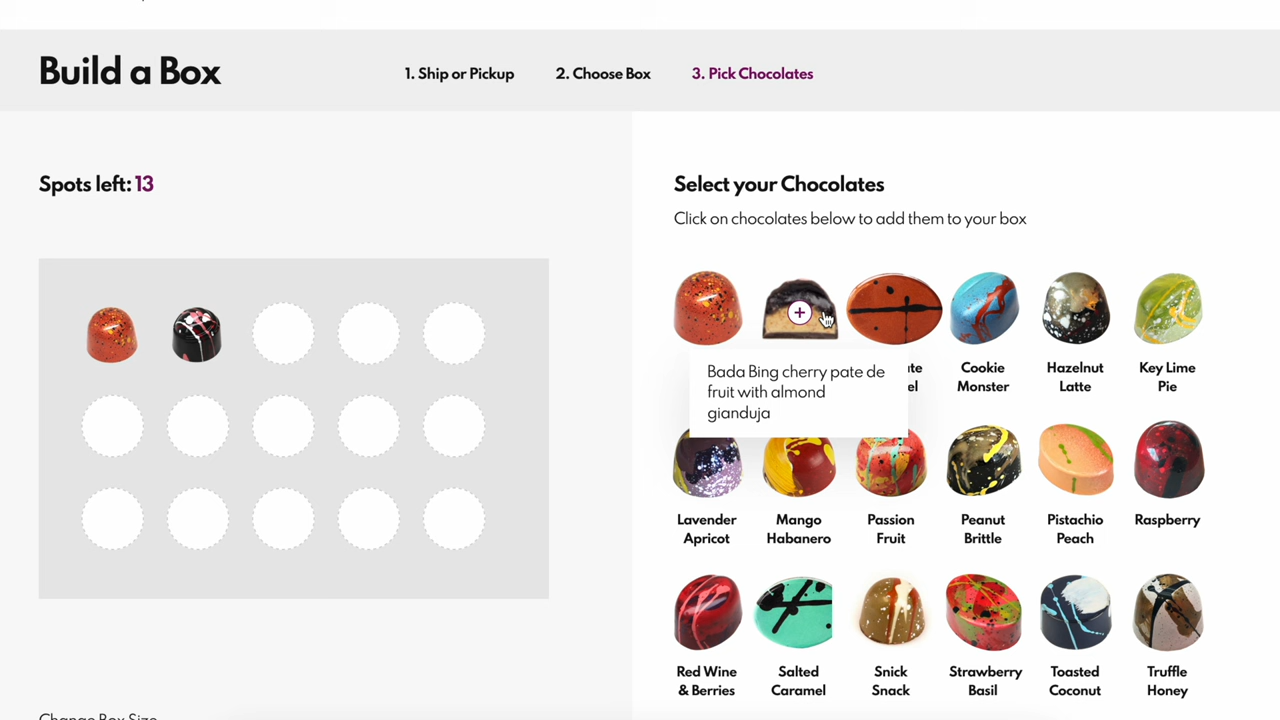 Build a Box
1. Ship or Pickup
2. Choose Box
3. Pick Chocolates
Spots left: 13
Select your Chocolates
Click on chocolates below to add them to your box
Bada Bing cherry pate de
fruit with almond
gianduja
Cookie
Monster
Hazelnut
Latte
Key Lime
Pie
Lavender
Apricot
Mango
Habanero
Passion
Fruit
Peanut
Brittle
Pistachio
Peach
Raspberry
Red Wine
& Berries
Salted
Caramel
Snick
Snack
Strawberry
Basil
Toasted
Coconut
Truffle
Honey
Change Box Size